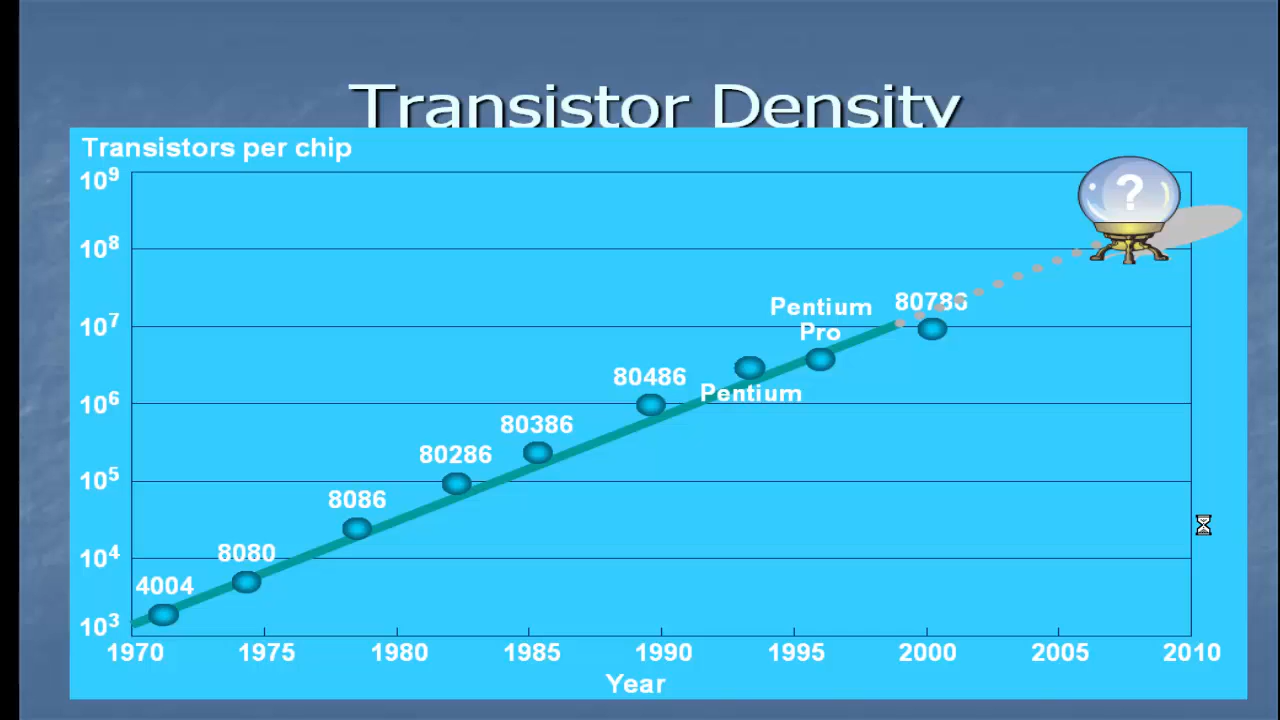 Transistor Density
Transistors per chip
10⁹
?
10⁸
80786
Pentium
Pro
10⁷
80486
Pentium
10⁶
80386
80286
10⁵
8086
8080
10⁴
4004
10³
1970 1975 1980 1985 1990 1995 2000 2005 2010
Year